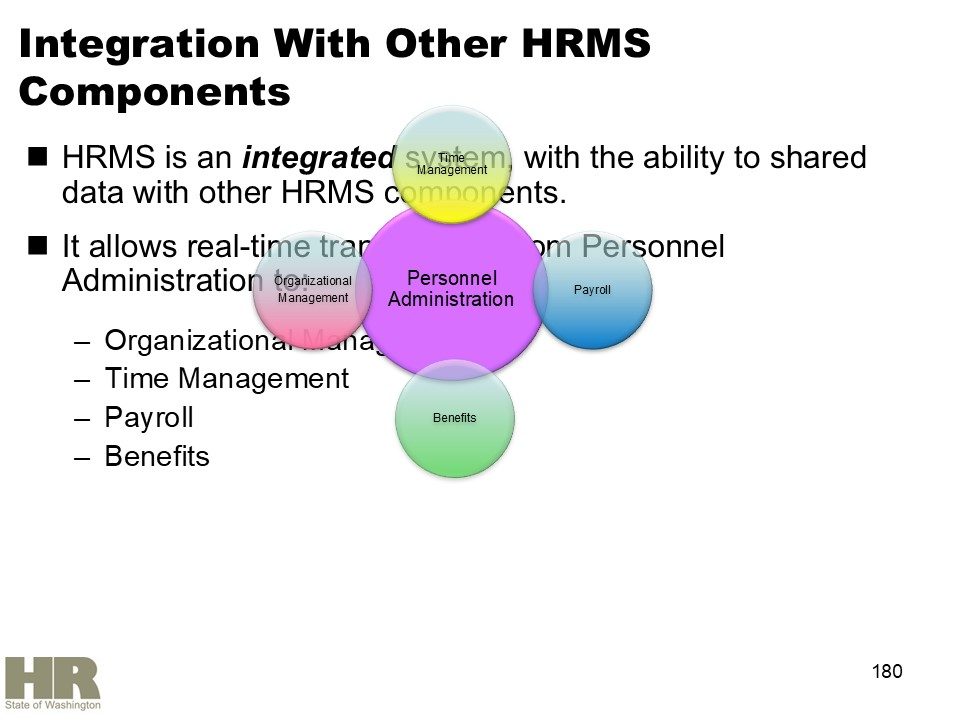 Integration With Other HRMS
Components
■ HRMS is an integrated system, with the ability to shared
data with other HRMS components.
■ It allows real-time tran om Personnel
Administration to:
– Organizational Manag
– Time Management
– Payroll
– Benefits
Time
Management
Organizational
Management
Personnel
Administration
Payroll
Benefits
HR
State of Washington
180